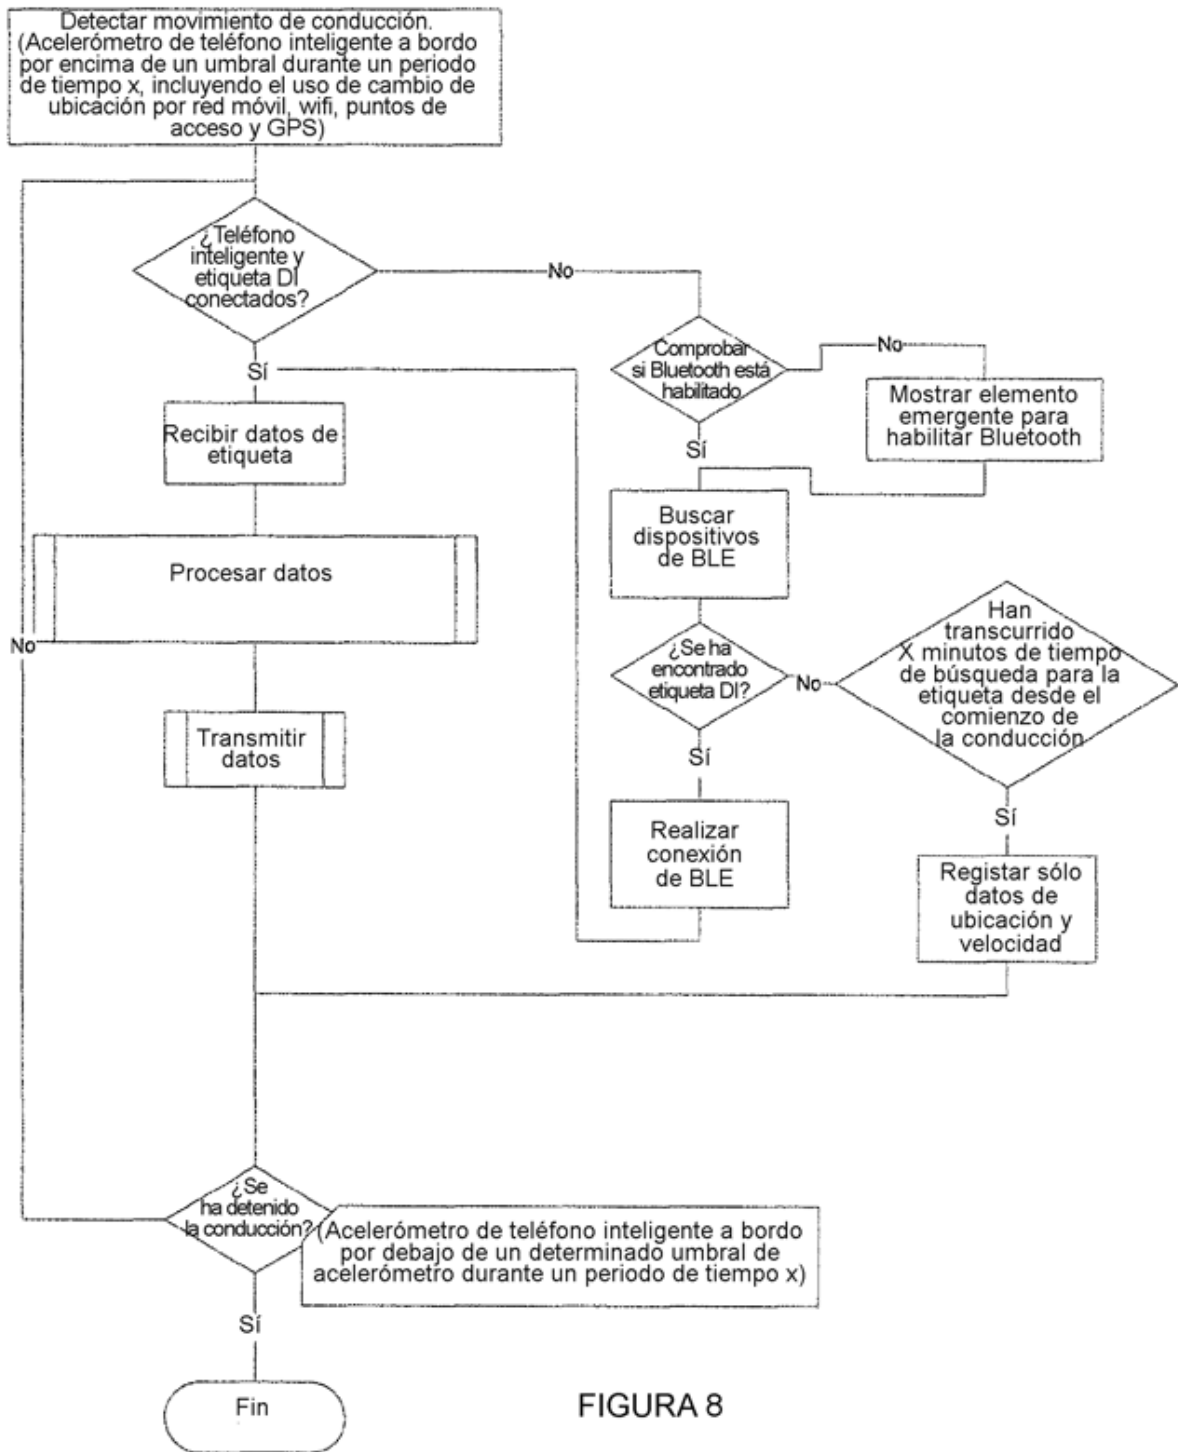 Detectar movimiento de conducción.
(Acelerómetro de teléfono inteligente a bordo
por encima de un umbral durante un periodo
de tiempo x, incluyendo el uso de cambio de
ubicación por red móvil, wifi, puntos de
acceso y GPS)
¿Teléfono
inteligente y
etiqueta DI
conectados?
No
Sí
Comprobar
si Bluetooth está
habilitado
No
Mostrar elemento
emergente para
habilitar Bluetooth
Sí
Recibir datos de
etiqueta
Buscar
dispositivos
de BLE
Procesar datos
No
¿Se ha
encontrado
etiqueta DI?
No
Han
transcurrido
X minutos de tiempo
de búsqueda para la
etiqueta desde el
comienzo de
la conducción
Transmitir
datos
Sí
Sí
Realizar
conexión
de BLE
Registar sólo
datos de
ubicación y
velocidad
¿Se
ha detenido
la conducción?
(Acelerómetro de teléfono inteligente a bordo
por debajo de un determinado umbral de
acelerómetro durante un periodo de tiempo x)
Sí
Fin
FIGURA 8